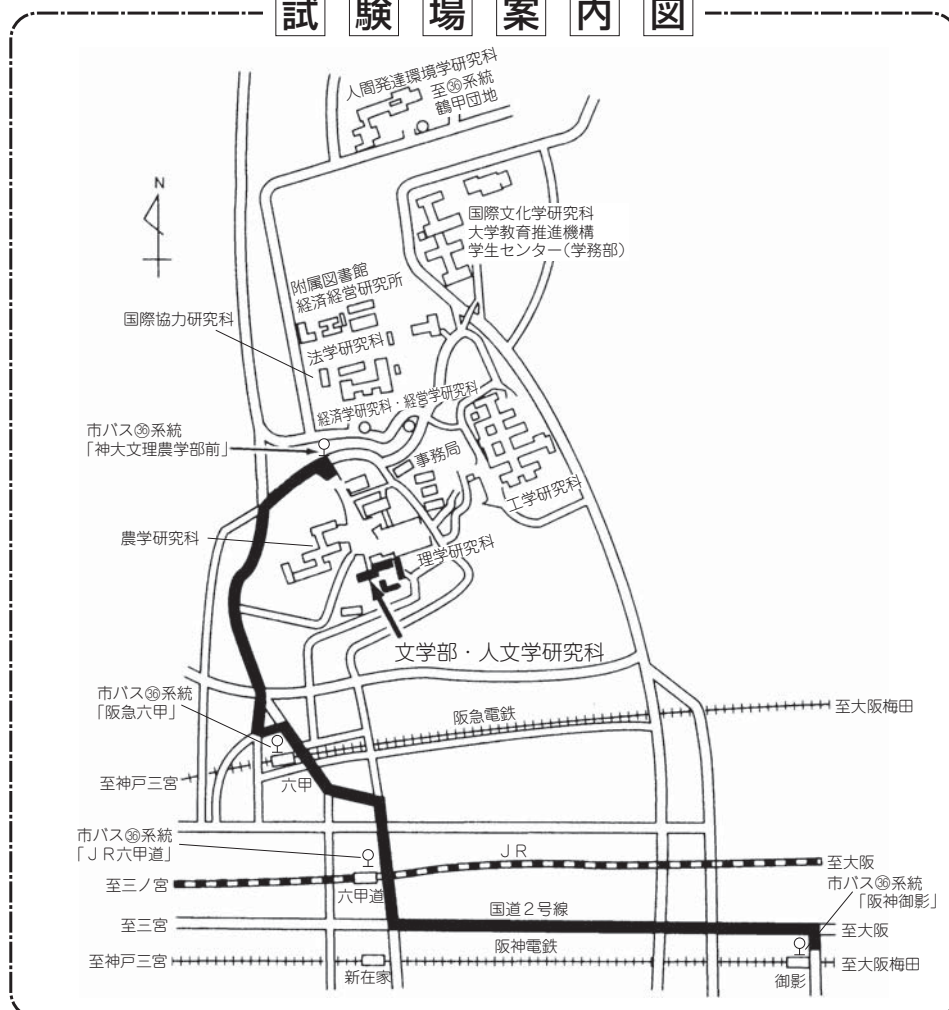 試験場案内図
人間発達環境学研究科
至㊱系統
鶴甲団地
N
国際文化学研究科
大学教育推進機構
学生センター(学務部)
附属図書館
経済経営研究所
国際協力研究科
法学研究科
経済学研究科・経営学研究科
市バス㊱系統
「神大文理農学部前」
事務局
工学研究科
農学研究科
理学研究科
文学部・人文学研究科
市バス㊱系統
「阪急六甲」
阪急電鉄
至大阪梅田
至神戸三宮
六甲
市バス㊱系統
「JR六甲道」
JR
至大阪
至三ノ宮
六甲道
市バス㊱系統
「阪神御影」
国道2号線
至三宮
至大阪
阪神電鉄
至神戸三宮
至大阪梅田
新在家
御影